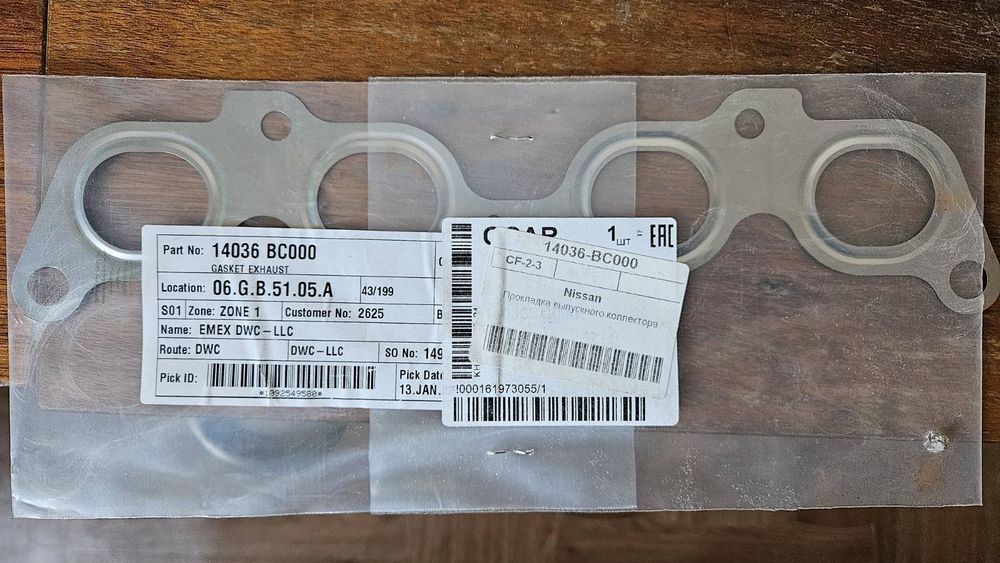 Part No: 14036 BC000
GASKET EXHAUST
Location: 06.G.B.51.05.A 43/199
S01 Zone: ZONE 1 Customer No: 2625
Name: EMEX DWC-LLC
Route: DWC DWC-LLC SO No: 149
Pick ID: Pick Date
*1092549580* 13.JAN.
1 шт EAC
14036-BC000
CF-2-3
Nissan
Прокладка выпускного коллектора
KH
!000161973055/1